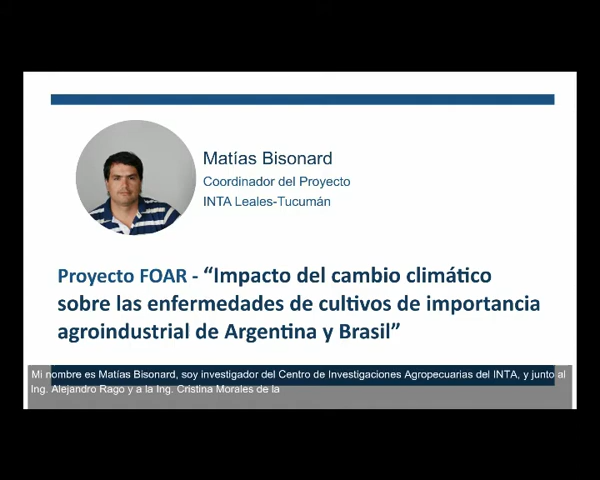 Matías Bisonard
Coordinador del Proyecto
INTA Leales-Tucumán
Proyecto FOAR - “Impacto del cambio climático
sobre las enfermedades de cultivos de importancia
agroindustrial de Argentina y Brasil”
Mi nombre es Matías Bisonard, soy investigador del Centro de Investigaciones Agropecuarias del INTA, y junto al
Ing. Alejandro Rago y a la Ing. Cristina Morales de la